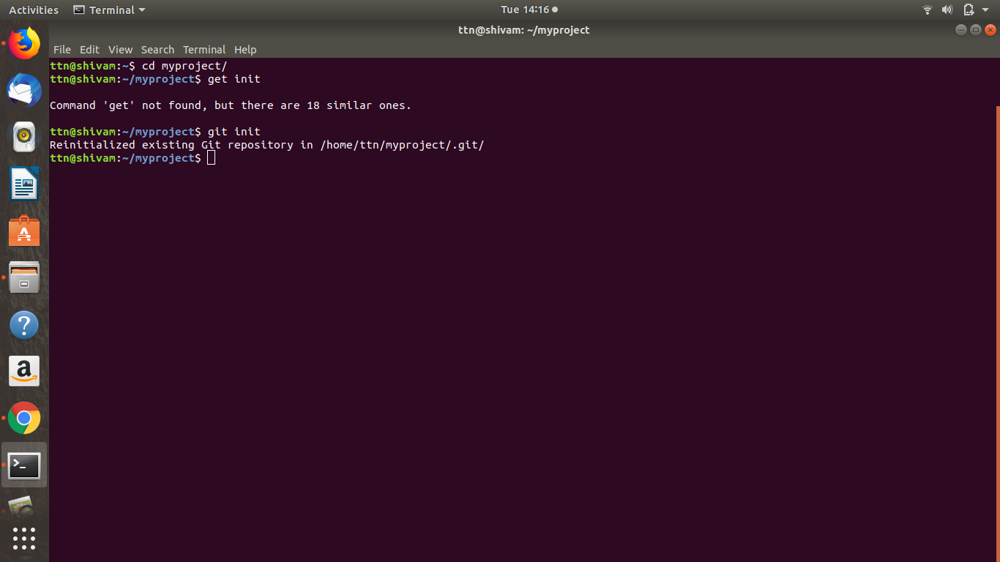 Activities Terminal Tue 14:16
ttn@shivam: ~/myproject
File Edit View Search Terminal Help
ttn@shivam:~$ cd myproject/
ttn@shivam:~/myproject$ get init
Command 'get' not found, but there are 18 similar ones.
ttn@shivam:~/myproject$ git init
Reinitialized existing Git repository in /home/ttn/myproject/.git/
ttn@shivam:~/myproject$